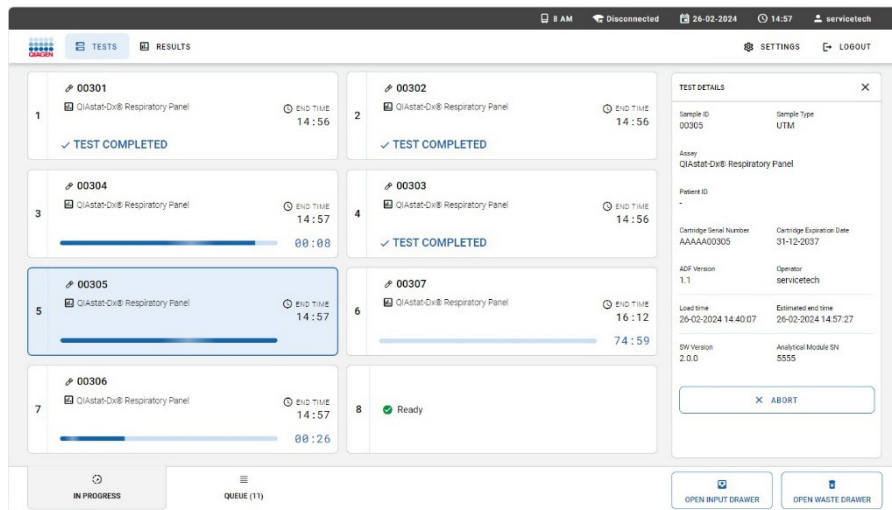 8 AM Disconnected 26-02-2024 14:57 servicetech
QIAGEN TESTS RESULTS SETTINGS LOGOUT
1
00301
QIAstat-Dx® Respiratory Panel
END TIME
14:56
TEST COMPLETED
2
00302
QIAstat-Dx® Respiratory Panel
END TIME
14:56
TEST COMPLETED
3
00304
QIAstat-Dx® Respiratory Panel
END TIME
14:57
00:08
4
00303
QIAstat-Dx® Respiratory Panel
END TIME
14:56
TEST COMPLETED
5
00305
QIAstat-Dx® Respiratory Panel
END TIME
14:57
6
00307
QIAstat-Dx® Respiratory Panel
END TIME
16:12
74:59
7
00306
QIAstat-Dx® Respiratory Panel
END TIME
14:57
00:26
8
Ready
TEST DETAILS
Sample ID Sample Type
00305 UTM
Assay
QIAstat-Dx® Respiratory Panel
Patient ID
-
Cartridge Serial Number Cartridge Expiration Date
AAAAA00305 31-12-2037
ADF Version Operator
1.1 servicetech
Load time Estimated end time
26-02-2024 14:40:07 26-02-2024 14:57:27
SW Version Analytical Module SN
2.0.0 5555
ABORT
IN PROGRESS
QUEUE (11)
OPEN INPUT DRAWER
OPEN WASTE DRAWER